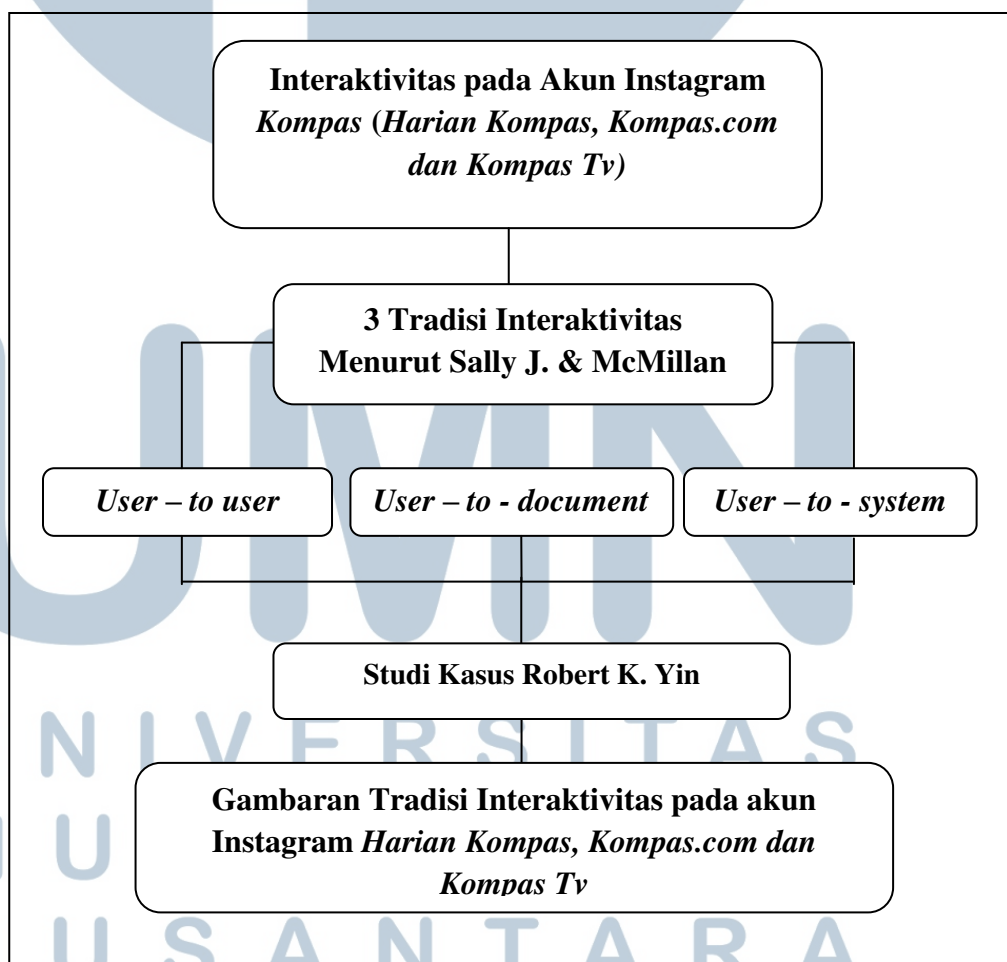 Interaktivitas pada Akun Instagram
Kompas (Harian Kompas, Kompas.com
dan Kompas Tv)
3 Tradisi Interaktivitas
Menurut Sally J. & McMillan
User – to user
User – to - document
User – to - system
Studi Kasus Robert K. Yin
Gambaran Tradisi Interaktivitas pada akun
Instagram Harian Kompas, Kompas.com dan
Kompas Tv
UMN
N I V E R S I T A S
U
U S A N T A R A